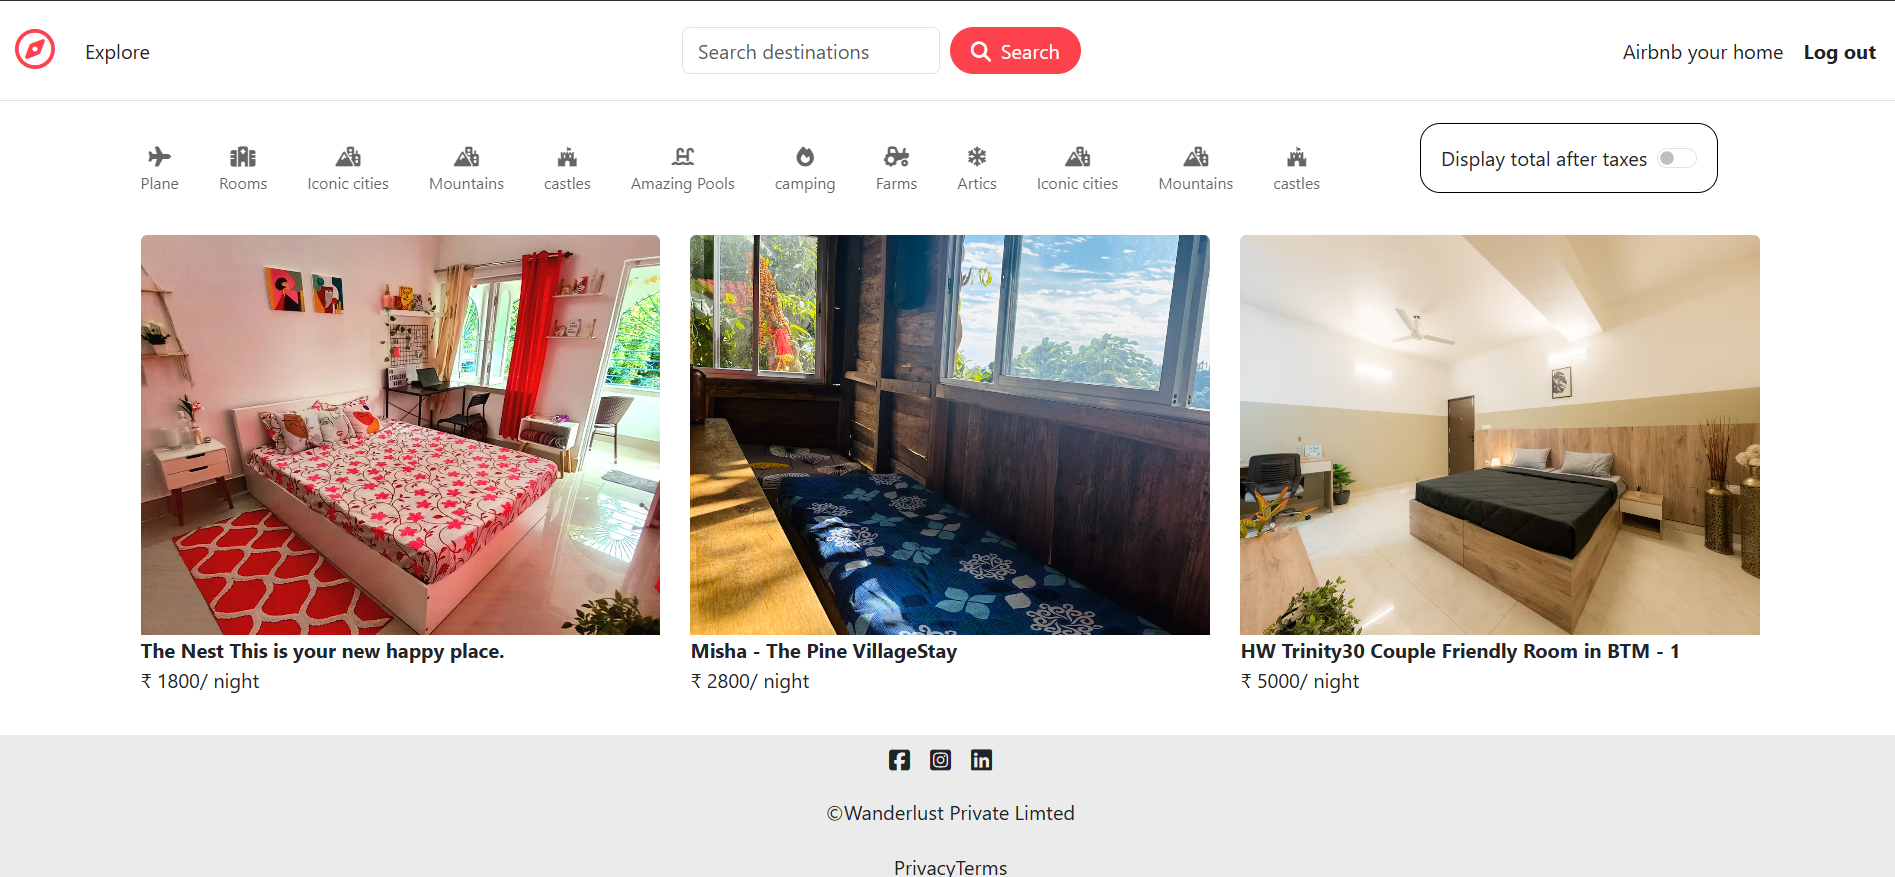 Explore
Search destinations
Search
Airbnb your home
Log out
Plane
Rooms
Iconic cities
Mountains
castles
Amazing Pools
camping
Farms
Artics
Iconic cities
Mountains
castles
Display total after taxes
The Nest This is your new happy place.
₹ 1800/ night
Misha - The Pine VillageStay
₹ 2800/ night
HW Trinity30 Couple Friendly Room in BTM - 1
₹ 5000/ night
©Wanderlust Private Limted
PrivacyTerms